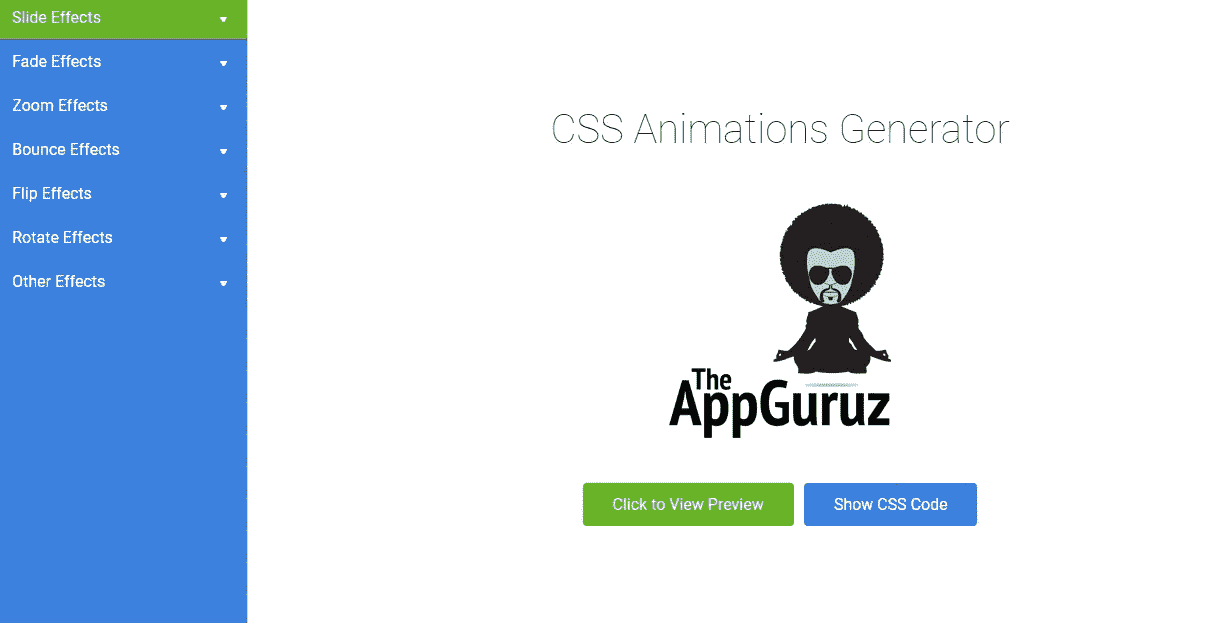 Slide Effects
Fade Effects
Zoom Effects
Bounce Effects
Flip Effects
Rotate Effects
Other Effects
CSS Animations Generator
The
AppGuruz
Click to View Preview
Show CSS Code